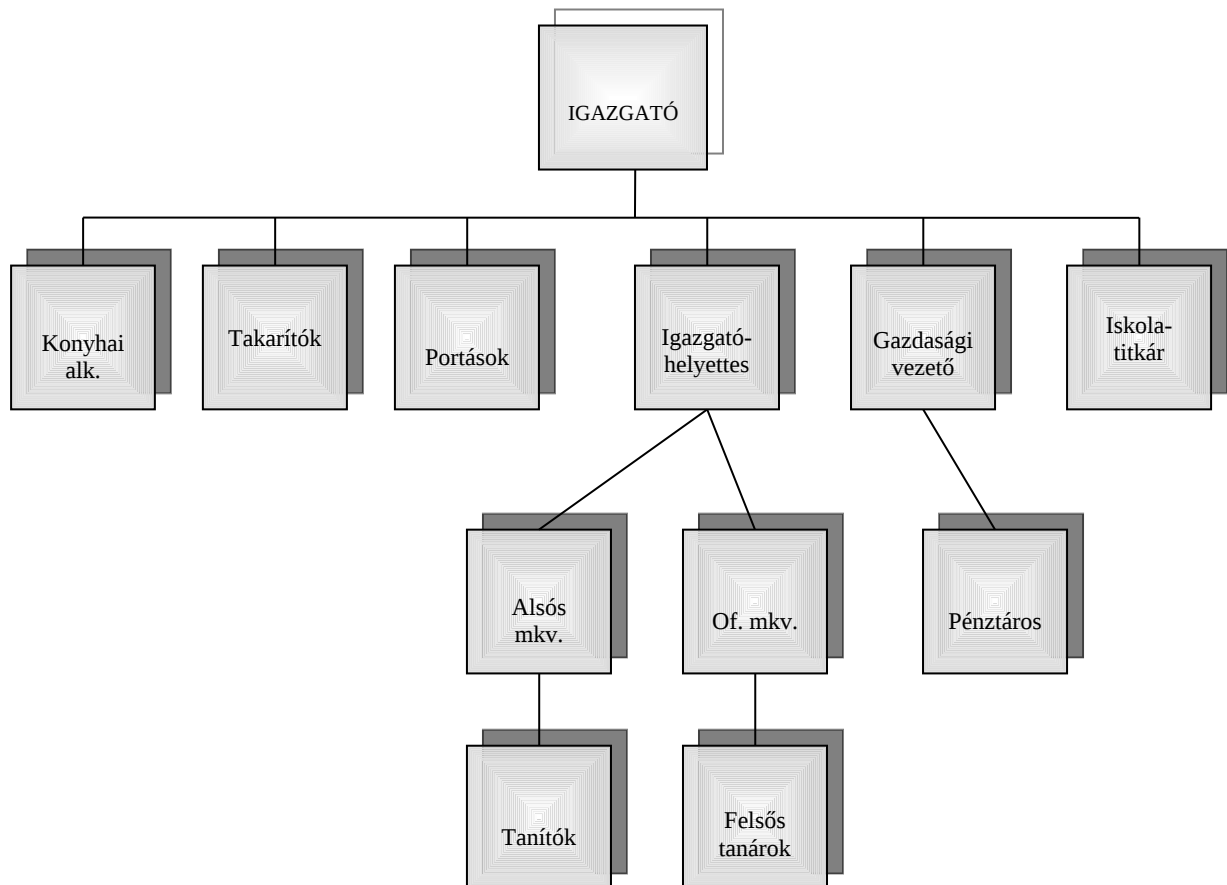 IGAZGATÓ
Konyhai
alk.
Takarítók
Portások
Igazgató-
helyettes
Gazdasági
vezető
Iskola-
titkár
Alsós
mkv.
Of. mkv.
Pénztáros
Tanítók
Felsős
tanárok